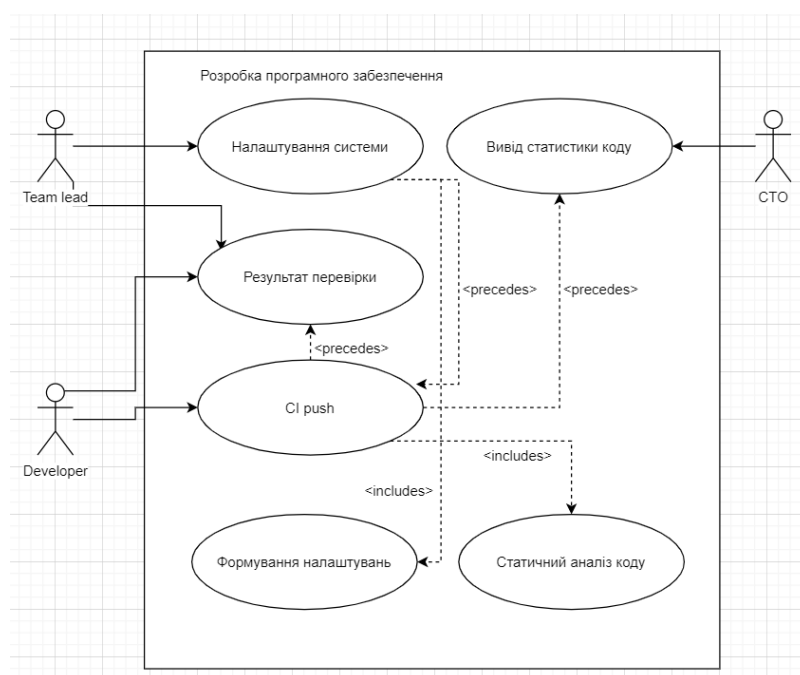 Розробка програмного забезпечення
Налаштування системи
Вивід статистики коду
Team lead
CTO
Результат перевірки
<precedes>
<precedes>
<precedes>
CI push
Developer
<includes>
<includes>
Формування налаштувань
Статичний аналіз коду